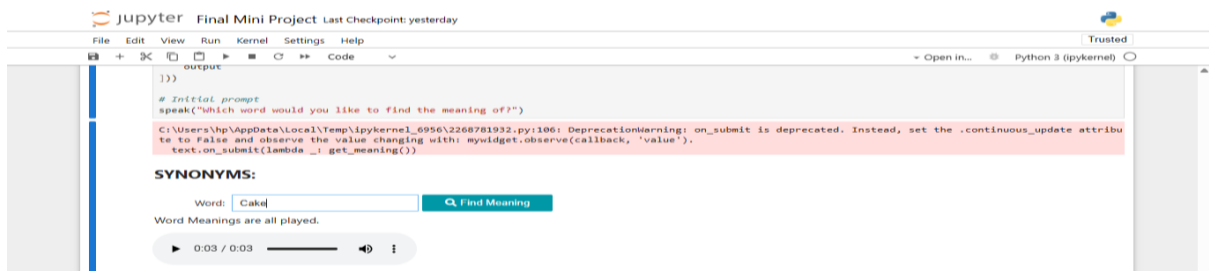 jupyter Final Mini Project Last Checkpoint: yesterday
File Edit View Run Kernel Settings Help Trusted
Code Open in... Python 3 (ipykernel)
output
]))
# Initial prompt
speak("Which word would you like to find the meaning of?")
C:\Users\hp\AppData\Local\Temp\ipykernel_6956\2268781932.py:106: DeprecationWarning: on_submit is deprecated. Instead, set the .continuous_update attribu
te to False and observe the value changing with: mywidget.observe(callback, 'value').
text.on_submit(lambda _: get_meaning())
SYNONYMS:
Word: Cake Find Meaning
Word Meanings are all played.
0:03 / 0:03